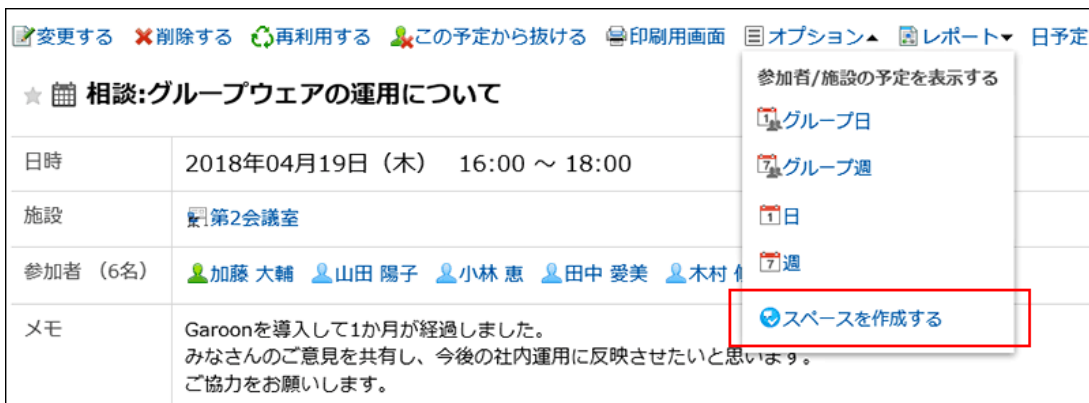 変更する 削除する 再利用する この予定から抜ける 印刷用画面 オプション▲ レポート▼ 日予定
参加者/施設の予定を表示する
グループ日
グループ週
日
週
スペースを作成する
相談:グループウェアの運用について
日時 2018年04月19日（木） 16:00 ～ 18:00
施設 第2会議室
参加者 （6名） 加藤 大輔 山田 陽子 小林 恵 田中 愛美 木村
メモ Garoonを導入して1か月が経過しました。
みなさんのご意見を共有し、今後の社内運用に反映させたいと思います。
ご協力をお願いします。